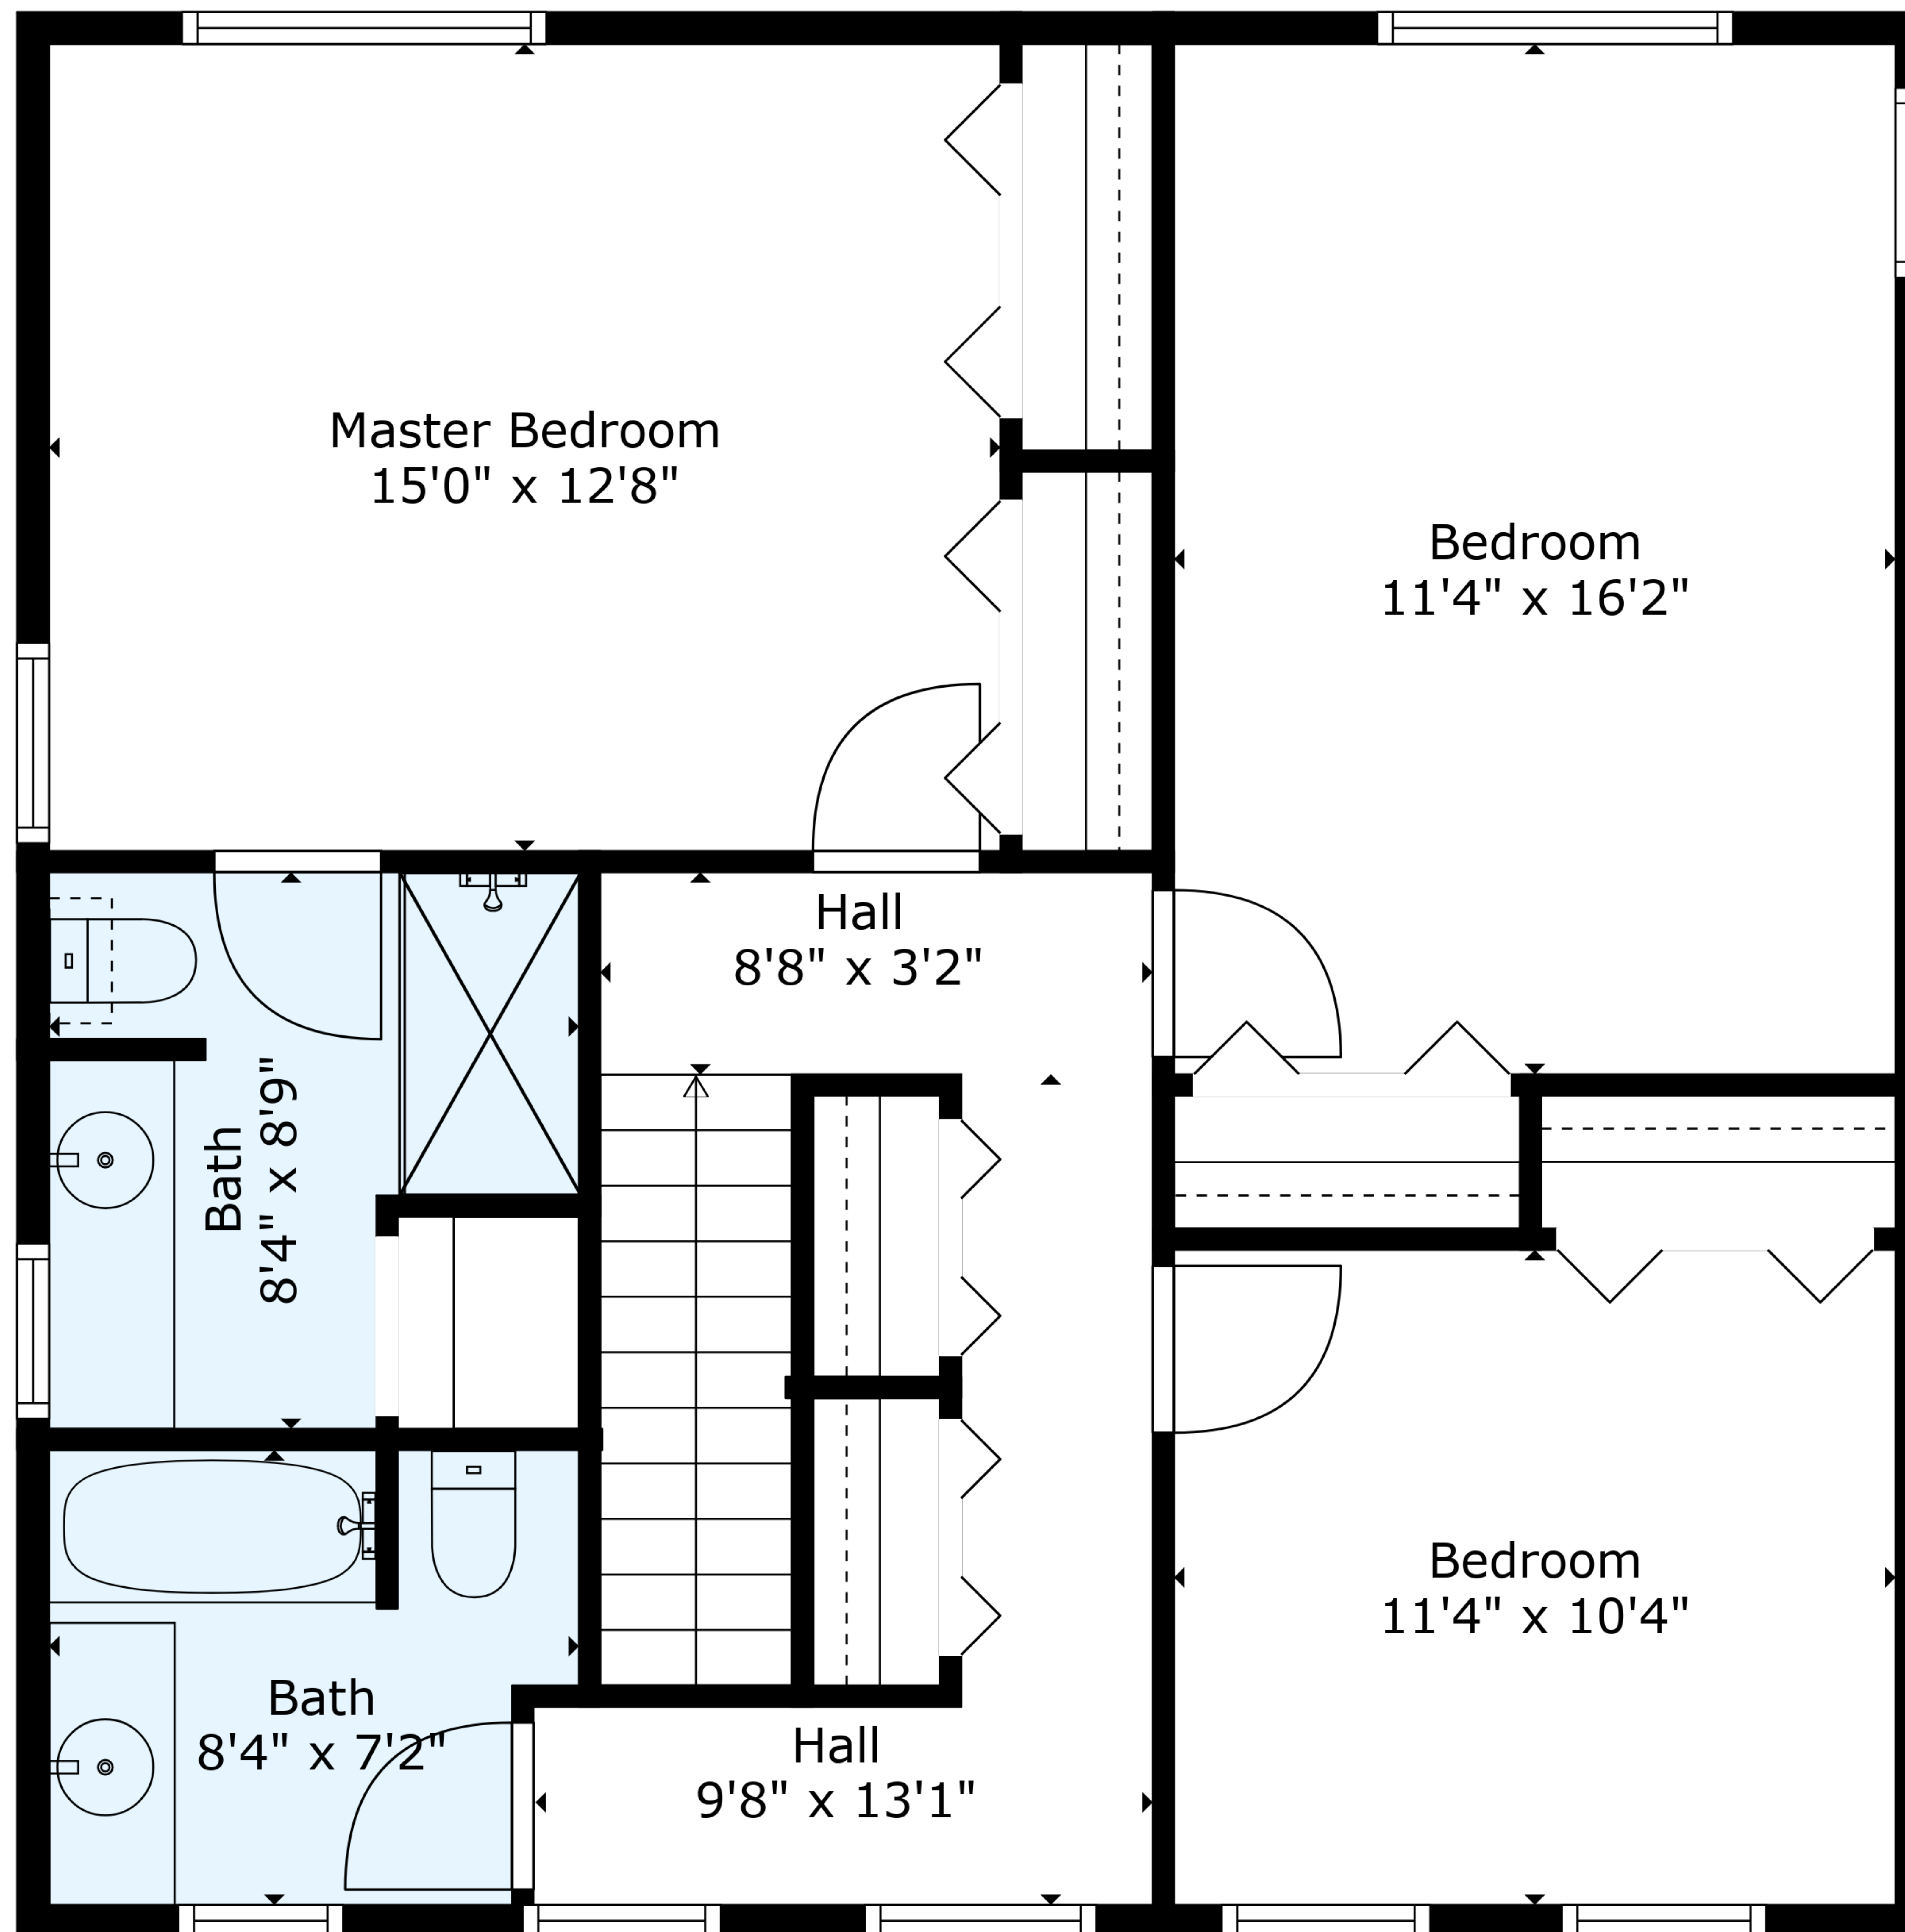 Master Bedroom
15'0" x 12'8"
Bedroom
11'4" x 16'2"
Hall
8'8" x 3'2"
Bath
8'4" x 8'9"
Bedroom
11'4" x 10'4"
Bath
8'4" x 7'2"
Hall
9'8" x 13'1"